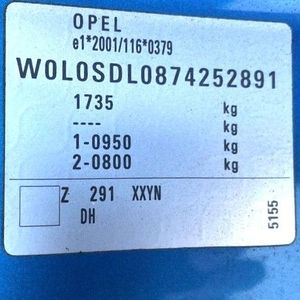 OPEL
e1*2001/116*0379
W0L0SDL0874252891
1735 kg
---- kg
1-0950 kg
2-0800 kg
Z 291 XXYN
DH
5155